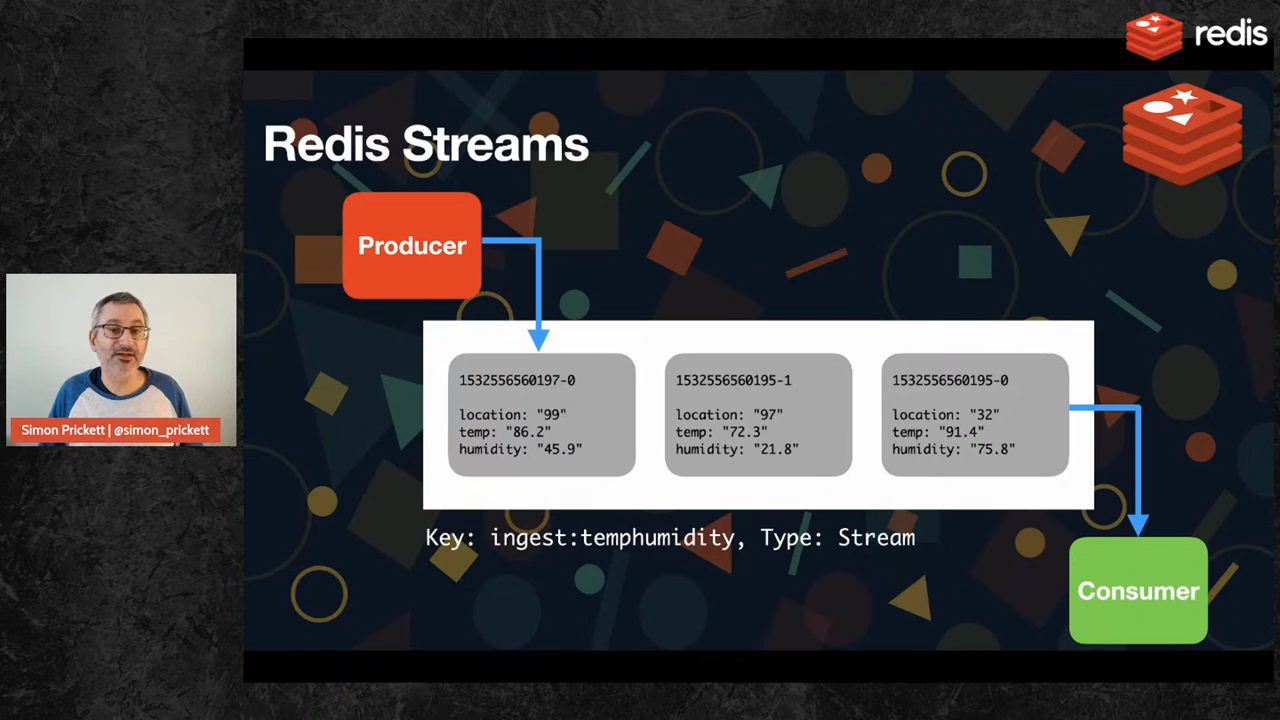 redis
Redis Streams
Producer
1532556560197-0
location: "99"
temp: "86.2"
humidity: "45.9"
1532556560195-1
location: "97"
temp: "72.3"
humidity: "21.8"
1532556560195-0
location: "32"
temp: "91.4"
humidity: "75.8"
Simon Prickett | @simon_prickett
Key: ingest:temphumidity, Type: Stream
Consumer